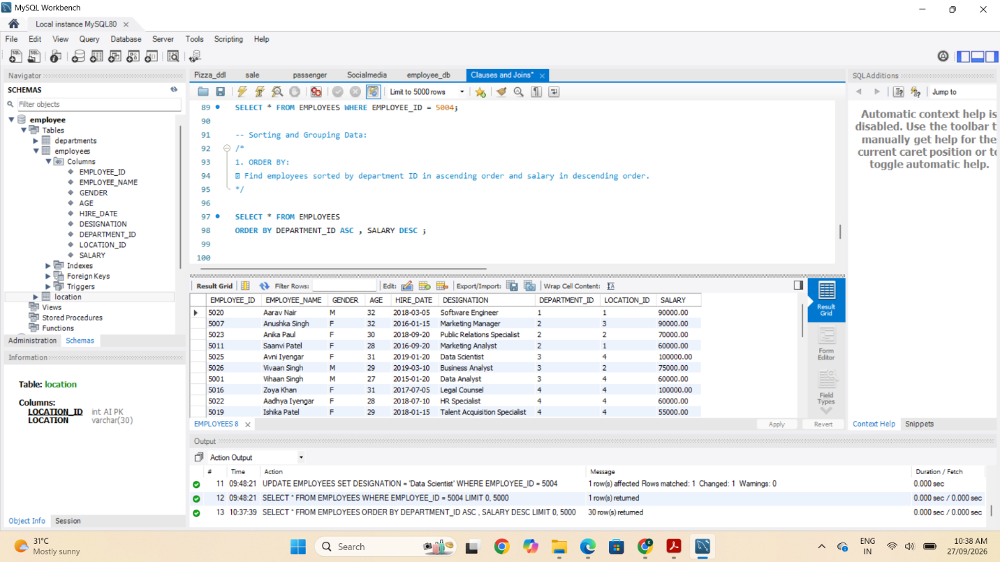 MySQL Workbench
Local instance MySQL80
File Edit View Query Database Server Tools Scripting Help
Navigator
SCHEMAS
Filter objects
employee
Tables
departments
employees
Columns
EMPLOYEE_ID
EMPLOYEE_NAME
GENDER
AGE
HIRE_DATE
DESIGNATION
DEPARTMENT_ID
LOCATION_ID
SALARY
Indexes
Foreign Keys
Triggers
location
Views
Stored Procedures
Functions
Administration Schemas
Information
Table: location
Columns:
LOCATION_ID int AI PK
LOCATION varchar(30)
Object Info Session
Pizza_ddl sale passenger Socialmedia employee_db Clauses and Joins*
Limit to 5000 rows
89 SELECT * FROM EMPLOYEES WHERE EMPLOYEE_ID = 5004;
90
91 -- Sorting and Grouping Data:
92 /*
93 1. ORDER BY:
94 Find employees sorted by department ID in ascending order and salary in descending order.
95 */
96
97 SELECT * FROM EMPLOYEES
98 ORDER BY DEPARTMENT_ID ASC , SALARY DESC ;
99
100
Result Grid Filter Rows: Edit: Export/Import: Wrap Cell Content:
EMPLOYEE_ID EMPLOYEE_NAME GENDER AGE HIRE_DATE DESIGNATION DEPARTMENT_ID LOCATION_ID SALARY
5020 Aarav Nair M 32 2018-03-05 Software Engineer 1 1 90000.00
5007 Anushka Singh F 32 2016-01-15 Marketing Manager 2 3 90000.00
5023 Anika Paul F 30 2018-09-20 Public Relations Specialist 2 2 70000.00
5011 Saanvi Patel F 28 2016-09-20 Marketing Analyst 2 1 60000.00
5025 Avni Iyengar F 31 2019-01-20 Data Scientist 3 4 100000.00
5026 Vivaan Singh M 29 2019-03-10 Business Analyst 3 2 75000.00
5001 Vihaan Singh M 27 2015-01-20 Data Analyst 3 4 60000.00
5016 Zoya Khan F 31 2017-07-05 Legal Counsel 4 4 100000.00
5022 Aadhya Iyengar F 28 2018-07-10 HR Specialist 4 4 60000.00
5019 Ishika Patel F 29 2018-01-15 Talent Acquisition Specialist 4 4 55000.00
Result Grid
Form Editor
Field Types
EMPLOYEES 8
Apply Revert
SQLAdditions
Jump to
Automatic context help is
disabled. Use the toolbar t
manually get help for the
current caret position or to
toggle automatic help.
Context Help Snippets
Output
Action Output
# Time Action Message Duration / Fetch
11 09:48:21 UPDATE EMPLOYEES SET DESIGNATION = 'Data Scientist' WHERE EMPLOYEE_ID = 5004 1 row(s) affected Rows matched: 1 Changed: 1 Warnings: 0 0.000 sec
12 09:48:21 SELECT * FROM EMPLOYEES WHERE EMPLOYEE_ID = 5004 LIMIT 0, 5000 1 row(s) returned 0.000 sec / 0.000 sec
13 10:37:39 SELECT * FROM EMPLOYEES ORDER BY DEPARTMENT_ID ASC , SALARY DESC LIMIT 0, 5000 30 row(s) returned 0.000 sec / 0.000 sec
31°C
Mostly sunny
Search
ENG
IN
10:38 AM
27/09/2026